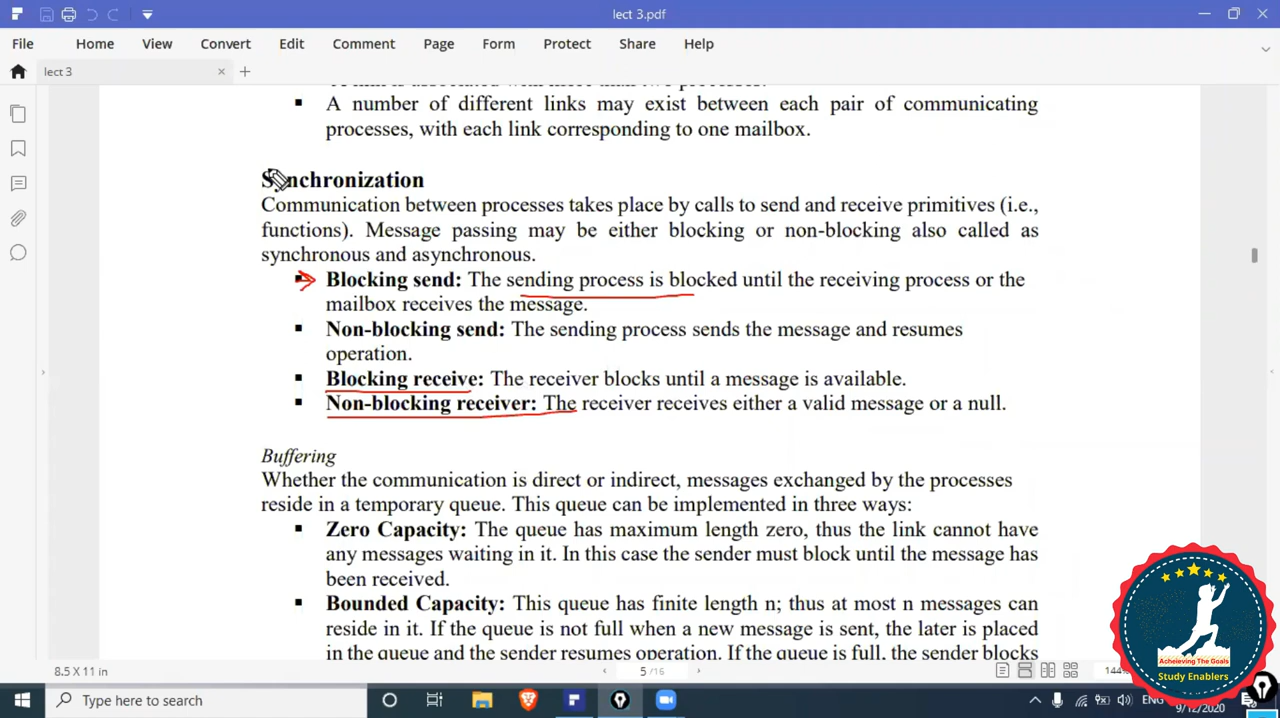 lect 3.pdf
File Home View Convert Edit Comment Page Form Protect Share Help
lect 3
A number of different links may exist between each pair of communicating
processes, with each link corresponding to one mailbox.
Synchronization
Communication between processes takes place by calls to send and receive primitives (i.e.,
functions). Message passing may be either blocking or non-blocking also called as
synchronous and asynchronous.
Blocking send: The sending process is blocked until the receiving process or the
mailbox receives the message.
Non-blocking send: The sending process sends the message and resumes
operation.
Blocking receive: The receiver blocks until a message is available.
Non-blocking receiver: The receiver receives either a valid message or a null.
Buffering
Whether the communication is direct or indirect, messages exchanged by the processes
reside in a temporary queue. This queue can be implemented in three ways:
Zero Capacity: The queue has maximum length zero, thus the link cannot have
any messages waiting in it. In this case the sender must block until the message has
been received.
Bounded Capacity: This queue has finite length n; thus at most n messages can
reside in it. If the queue is not full when a new message is sent, the later is placed
in the queue and the sender resumes operation. If the queue is full, the sender blocks
Acheieving The Goals
Study Enablers
8.5 X 11 in 5 /16 144%
Type here to search ENG
9/12/2020